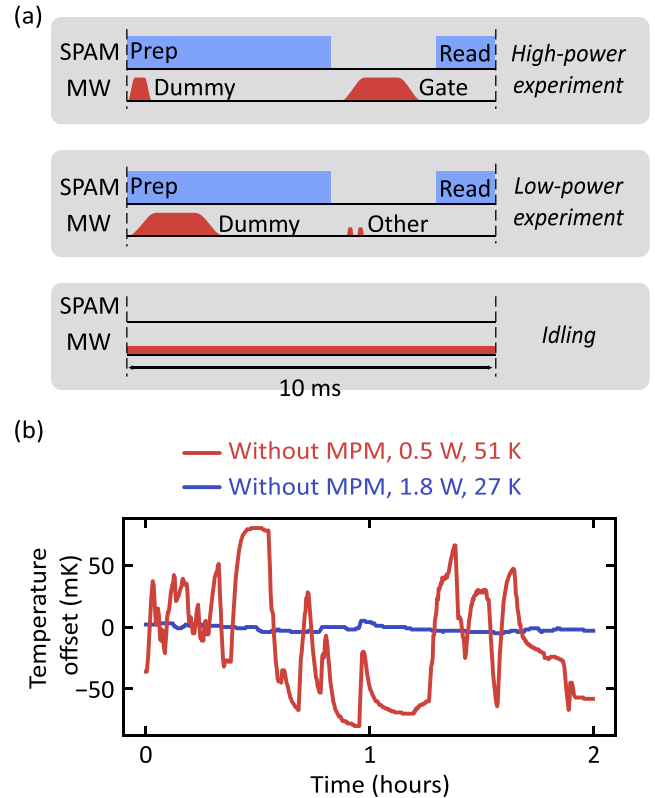 (a)
SPAM Prep Read High-power
MW Dummy Gate experiment
SPAM Prep Read Low-power
MW Dummy Other experiment
SPAM
MW Idling
10 ms
(b)
Without MPM, 0.5 W, 51 K
Without MPM, 1.8 W, 27 K
Temperature
offset (mK)
50
0
−50
0 1 2
Time (hours)